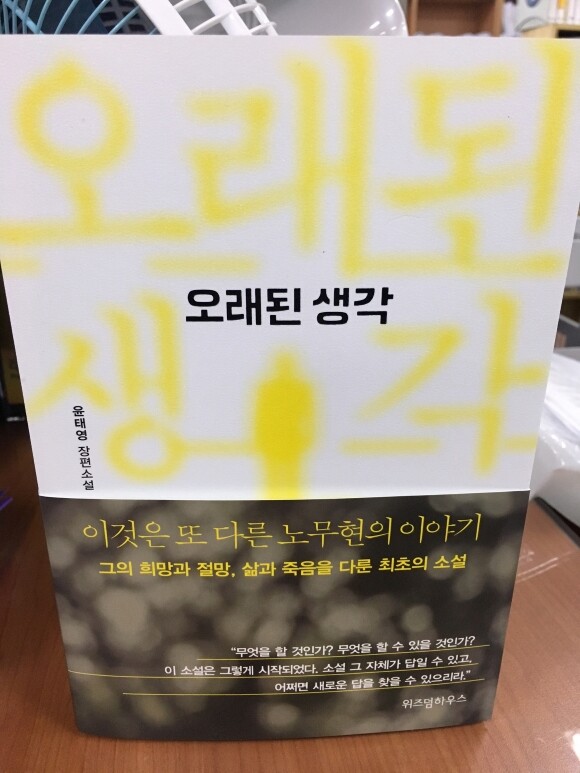 오래된
생각
오래된 생각
윤태영 장편소설
이것은 또 다른 노무현의 이야기
그의 희망과 절망, 삶과 죽음을 다룬 최초의 소설
“무엇을 할 것인가? 무엇을 할 수 있을 것인가?
이 소설은 그렇게 시작되었다. 소설 그 자체가 답일 수 있고,
어쩌면 새로운 답을 찾을 수 있으리라.”
위즈덤하우스